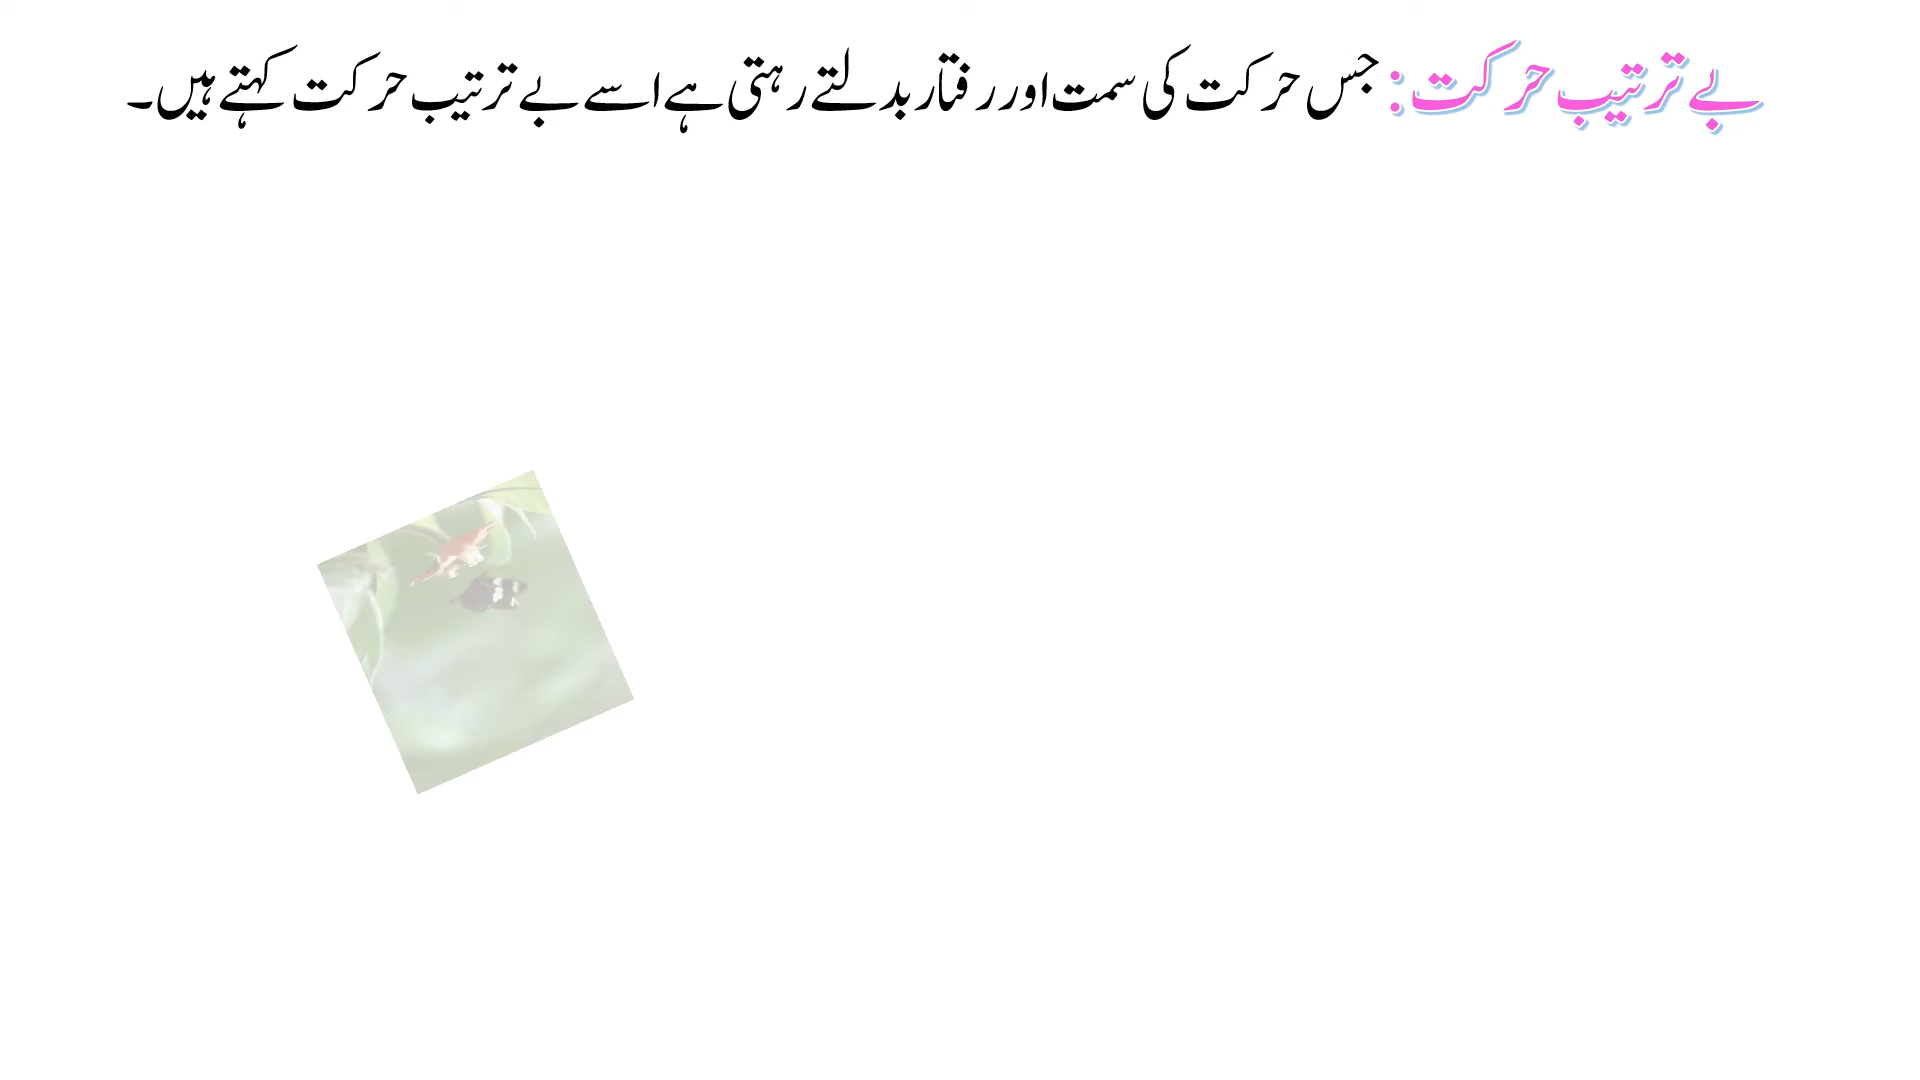 بے ترتیب حرکت: جس حرکت کی سمت اور رفتار بدلتے رہتی ہے اسے بے ترتیب حرکت کہتے ہیں۔